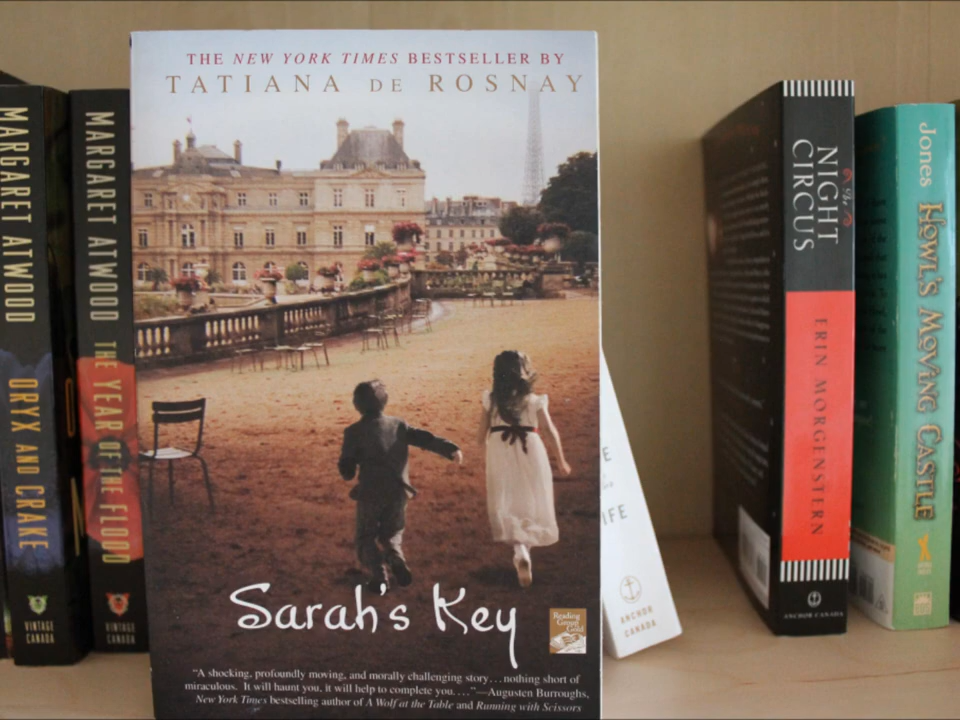 MARGARET ATWOOD ORYX AND CRAKE
VINTAGE
CANADA
MARGARET ATWOOD THE YEAR OF THE FLOOD
VINTAGE
CANADA
THE NEW YORK TIMES BESTSELLER BY
TATIANA DE ROSNAY
Sarah's Key
Reading
Group
Gold
"A shocking, profoundly moving, and morally challenging story...nothing short of
miraculous. It will haunt you, it will help to complete you...."—Augusten Burroughs,
New York Times bestselling author of A Wolf at the Table and Running with Scissors
E
IFE
ANCHOR
CANADA
THE NIGHT
CIRCUS
ERIN MORGENSTERN
ANCHOR CANADA
Jones HOWL'S MOVING CASTLE